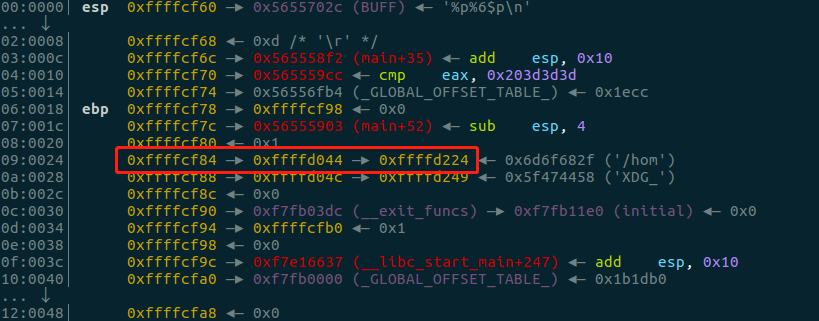 00:0000│ esp 0xffffcf60 —▸ 0x5655702c (BUFF) ◂— '%p%6$p\n'
... ↓
02:0008│ 0xffffcf68 ◂— 0xd /* '\r' */
03:000c│ 0xffffcf6c —▸ 0x565558f2 (main+35) ◂— add esp, 0x10
04:0010│ 0xffffcf70 —▸ 0x565559cc ◂— cmp eax, 0x203d3d3d
05:0014│ 0xffffcf74 —▸ 0x56556fb4 (_GLOBAL_OFFSET_TABLE_) ◂— 0x1ecc
06:0018│ ebp 0xffffcf78 —▸ 0xffffcf98 ◂— 0x0
07:001c│ 0xffffcf7c —▸ 0x56555903 (main+52) ◂— sub esp, 4
08:0020│ 0xffffcf80 ◂— 0x1
09:0024│ 0xffffcf84 —▸ 0xffffd044 —▸ 0xffffd224 ◂— 0x6d6f682f ('/hom')
0a:0028│ 0xffffcf88 —▸ 0xffffd04c —▸ 0xffffd249 ◂— 0x5f474458 ('XDG_')
0b:002c│ 0xffffcf8c ◂— 0x0
0c:0030│ 0xffffcf90 —▸ 0xf7fb03dc (__exit_funcs) —▸ 0xf7fb11e0 (initial) ◂— 0x0
0d:0034│ 0xffffcf94 —▸ 0xffffcfb0 ◂— 0x1
0e:0038│ 0xffffcf98 ◂— 0x0
0f:003c│ 0xffffcf9c —▸ 0xf7e16637 (__libc_start_main+247) ◂— add esp, 0x10
10:0040│ 0xffffcfa0 —▸ 0xf7fb0000 (_GLOBAL_OFFSET_TABLE_) ◂— 0x1b1db0
... ↓
12:0048│ 0xffffcfa8 ◂— 0x0